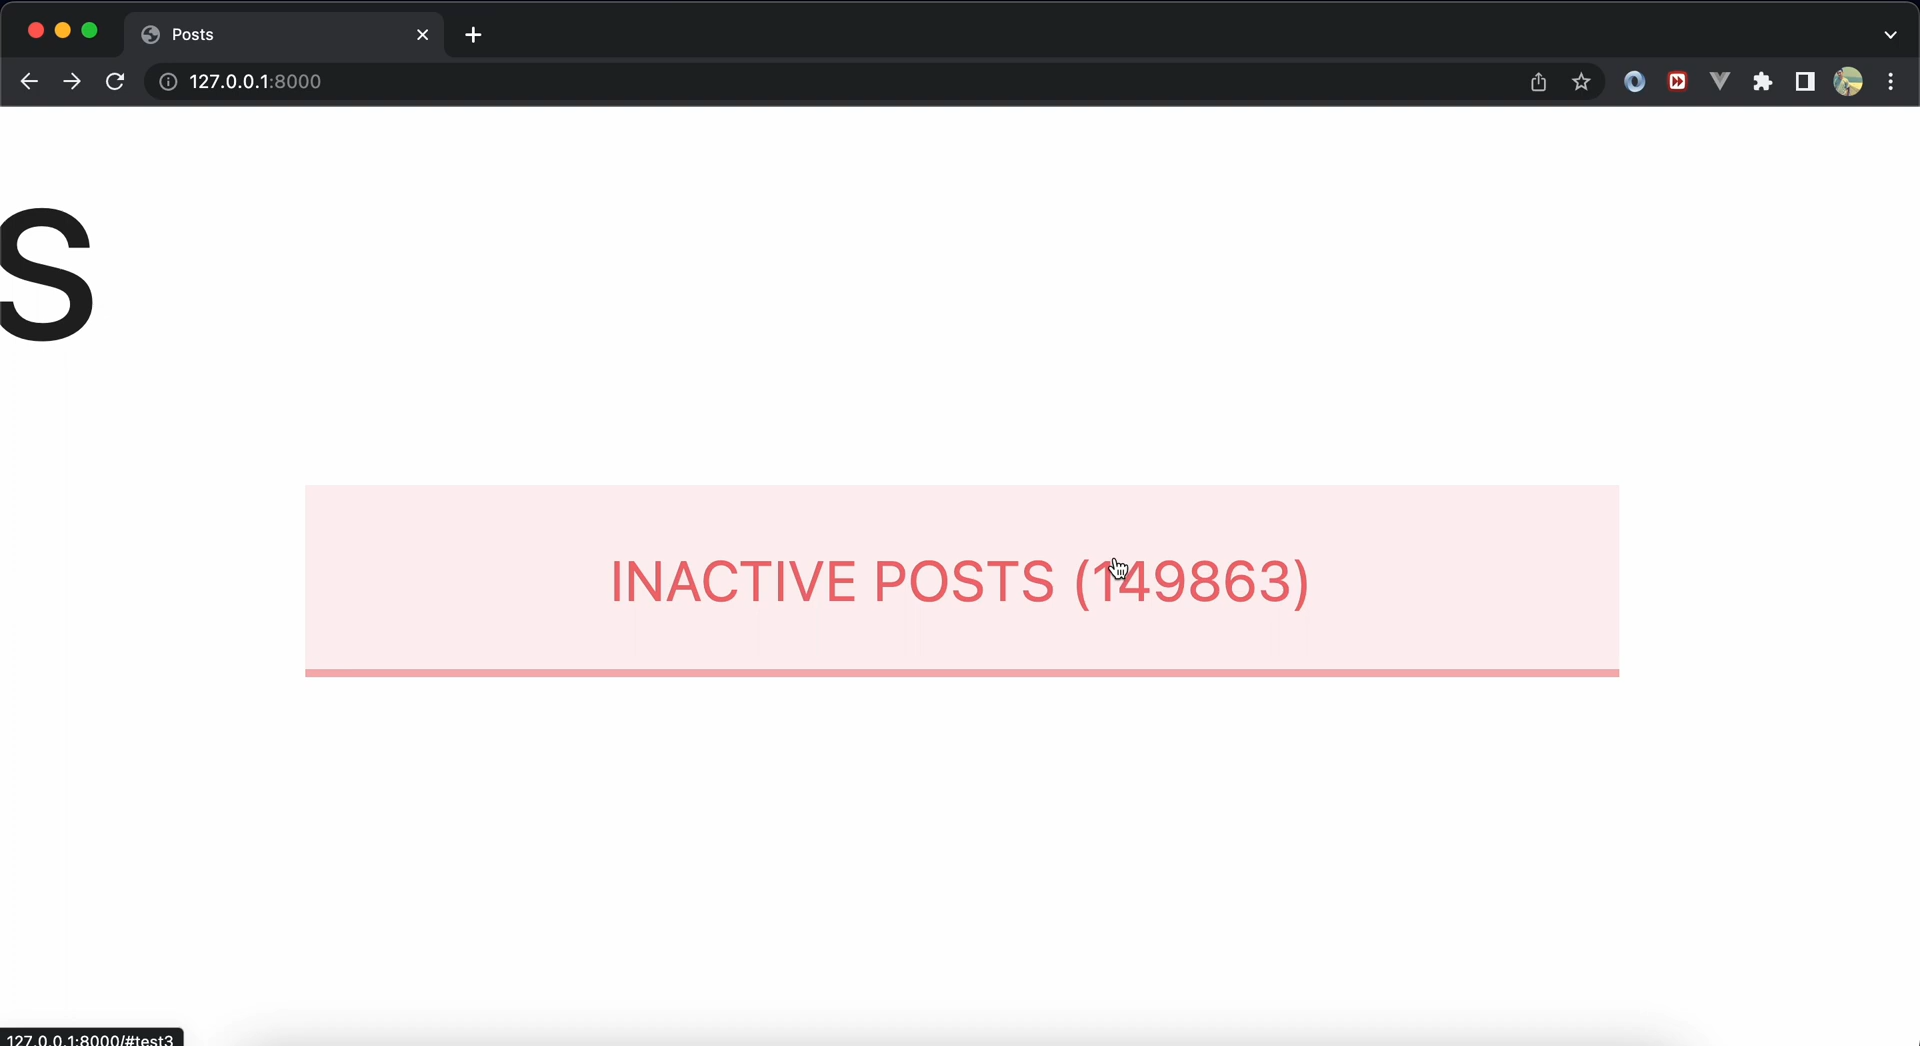 Posts
127.0.0.1:8000
S
INACTIVE POSTS (149863)
127.0.0.1:8000/#test3